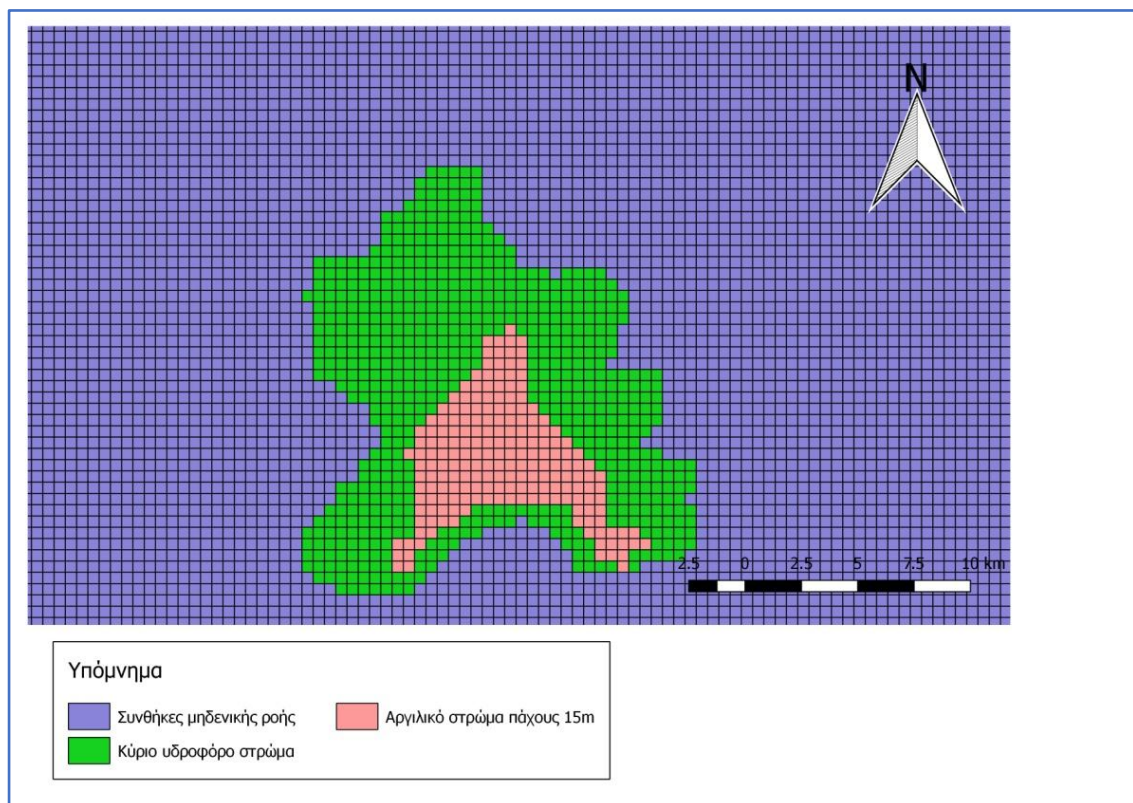 N
2.5 0 2.5 5 7.5 10 km
Υπόμνημα
Συνθήκες μηδενικής ροής
Αργιλικό στρώμα πάχους 15m
Κύριο υδροφόρο στρώμα